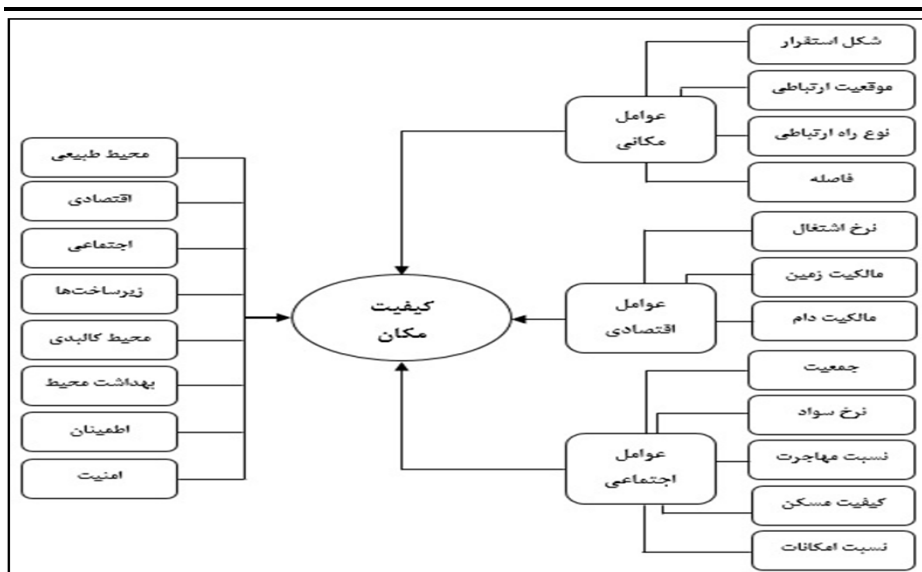 شکل استقرار
موقعیت ارتباطی
نوع راه ارتباطی
فاصله
عوامل
مکانی
نرخ اشتغال
مالکیت زمین
مالکیت دام
عوامل
اقتصادی
جمعیت
نرخ سواد
نسبت مهاجرت
کیفیت مسکن
نسبت امکانات
عوامل
اجتماعی
کیفیت
مکان
محیط طبیعی
اقتصادی
اجتماعی
زیرساخت‌ها
محیط کالبدی
بهداشت محیط
اطمینان
امنیت